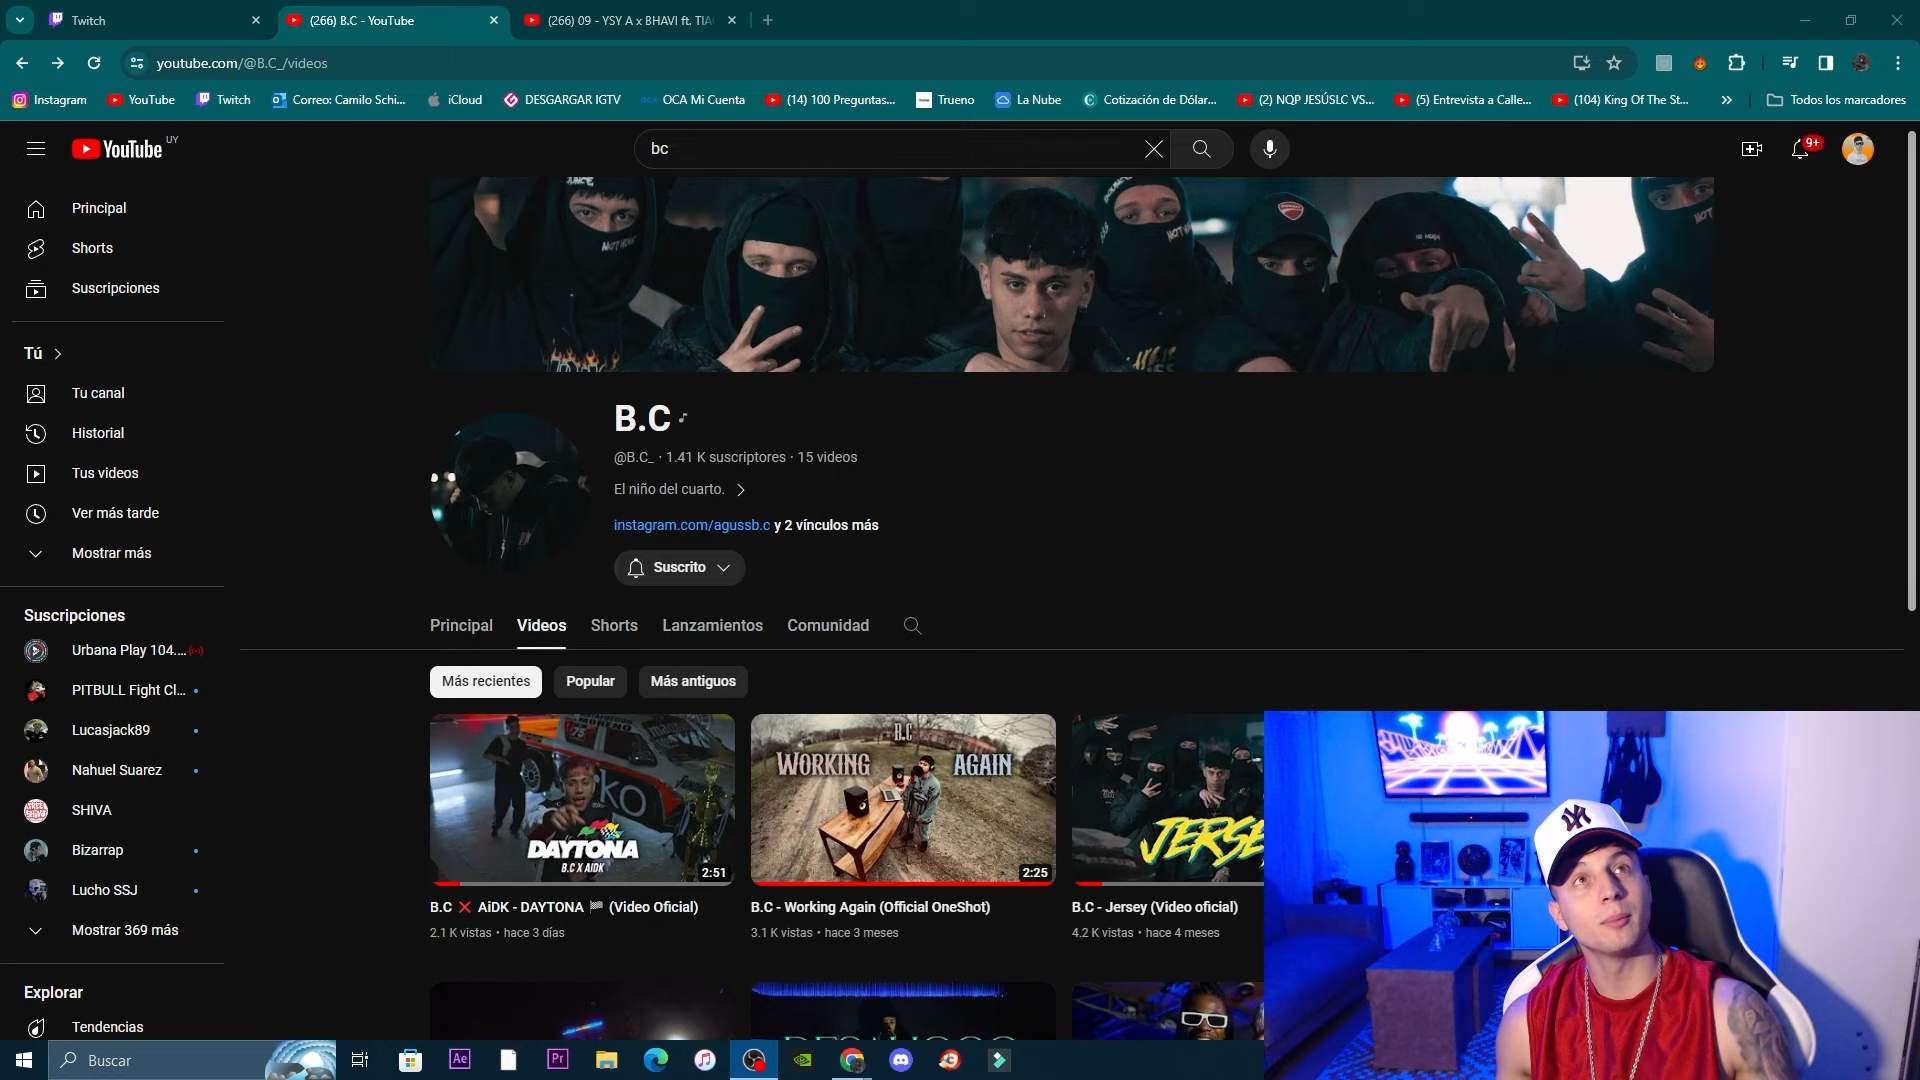 Twitch
(266) B.C - YouTube
(266) 09 - YSY A x BHAVI ft. TIA
youtube.com/@B.C_/videos
Instagram
YouTube
Twitch
Correo: Camilo Schi...
iCloud
DESGARGAR IGTV
OCA Mi Cuenta
(14) 100 Preguntas...
Trueno
La Nube
Cotización de Dólar...
(2) NQP JESÚSLC VS...
(5) Entrevista a Calle...
(104) King Of The St...
Todos los marcadores
YouTube UY
bc
9+
Principal
Shorts
Suscripciones
Tú
Tu canal
Historial
Tus videos
Ver más tarde
Mostrar más
Suscripciones
Urbana Play 104....
PITBULL Fight Cl...
Lucasjack89
Nahuel Suarez
SHIVA
Bizarrap
Lucho SSJ
Mostrar 369 más
Explorar
Tendencias
B.C
@B.C_ · 1.41 K suscriptores · 15 videos
El niño del cuarto.
instagram.com/agussb.c y 2 vínculos más
Suscrito
Principal
Videos
Shorts
Lanzamientos
Comunidad
Más recientes
Popular
Más antiguos
DAYTONA
B.C X AIDK
2:51
B.C
WORKING AGAIN
2:25
JERSE
B.C ❌ AiDK - DAYTONA 🏁 (Video Oficial)
2.1 K vistas • hace 3 días
B.C - Working Again (Official OneShot)
3.1 K vistas • hace 3 meses
B.C - Jersey (Video oficial)
4.2 K vistas • hace 4 meses
Buscar
Ae
Pr